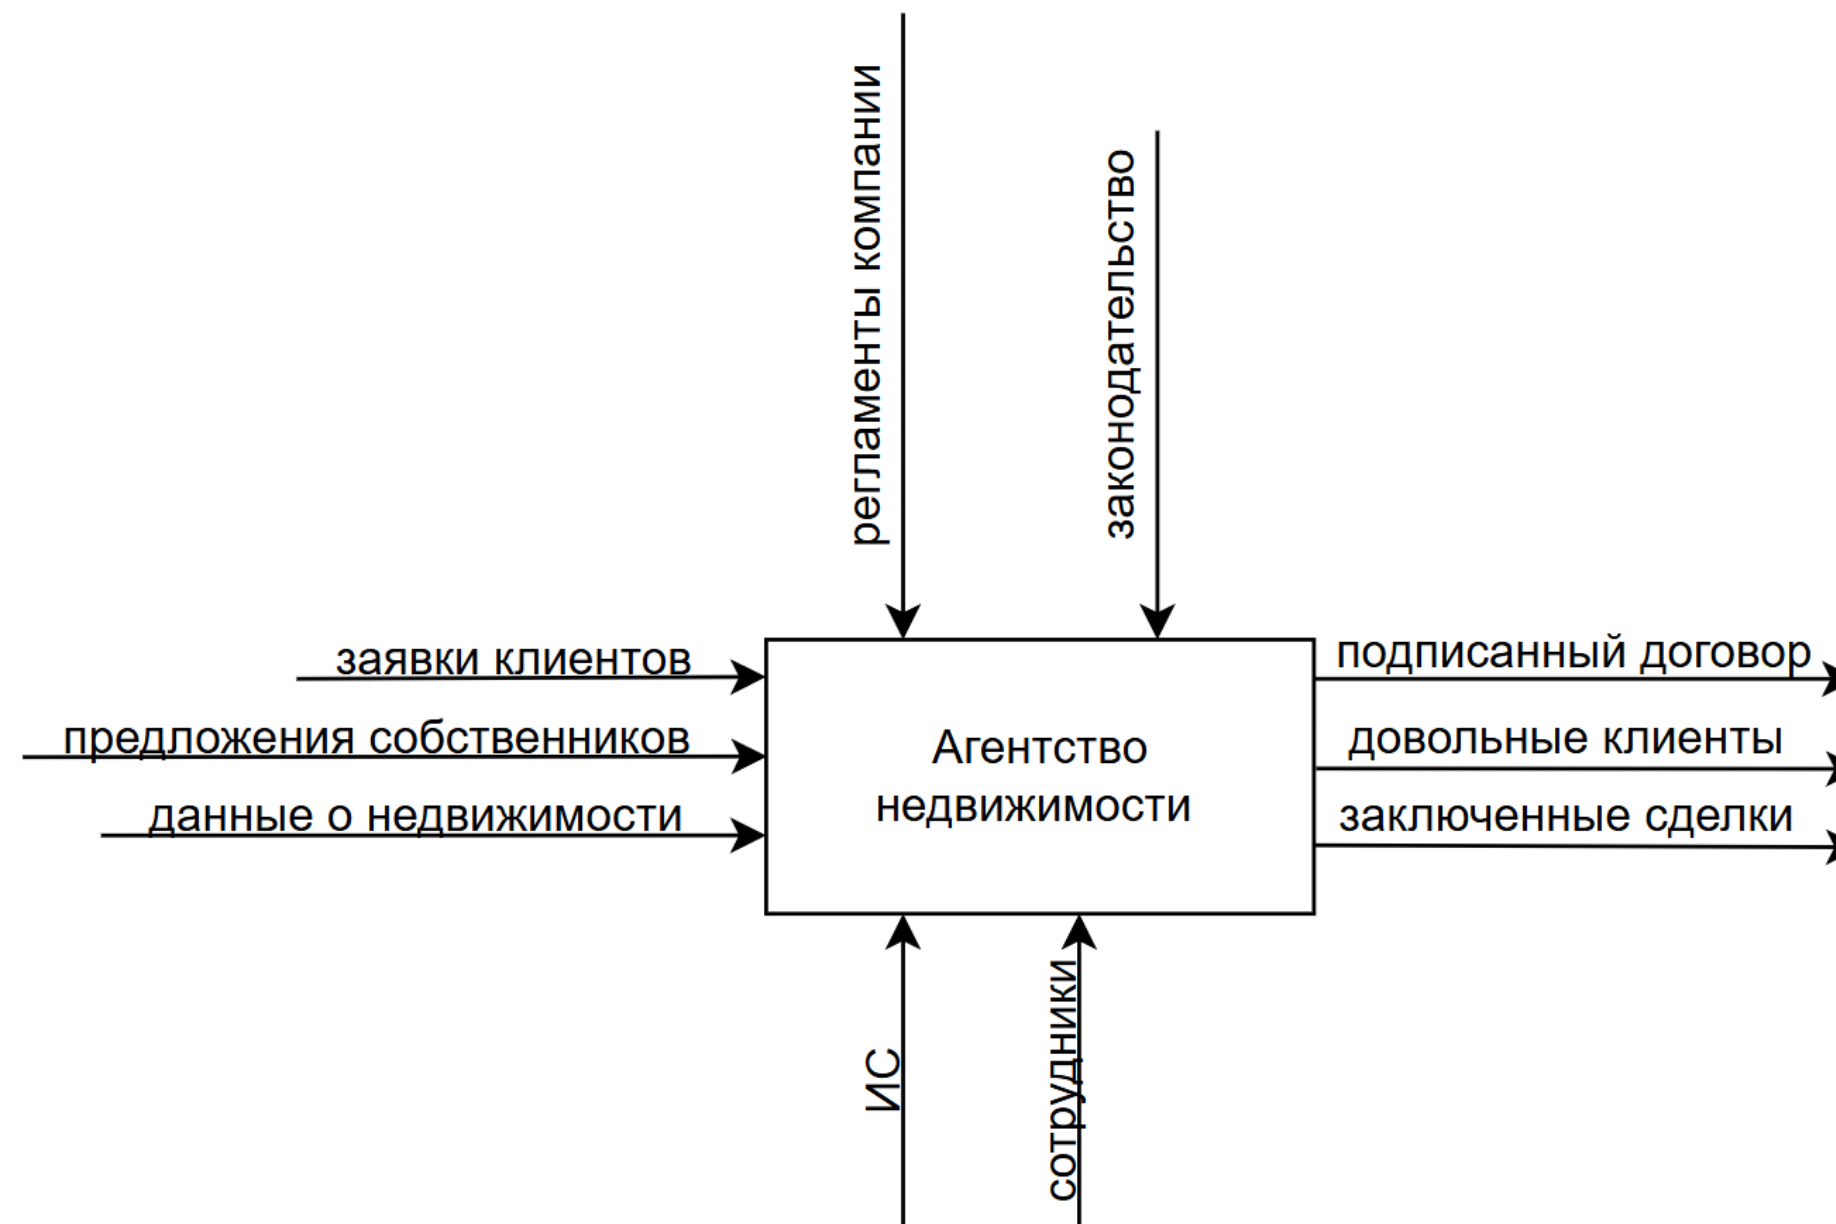 регламенты компании
законодательство
заявки клиентов
предложения собственников
данные о недвижимости
Агентство
недвижимости
подписанный договор
довольные клиенты
заключенные сделки
ИС
сотрудники